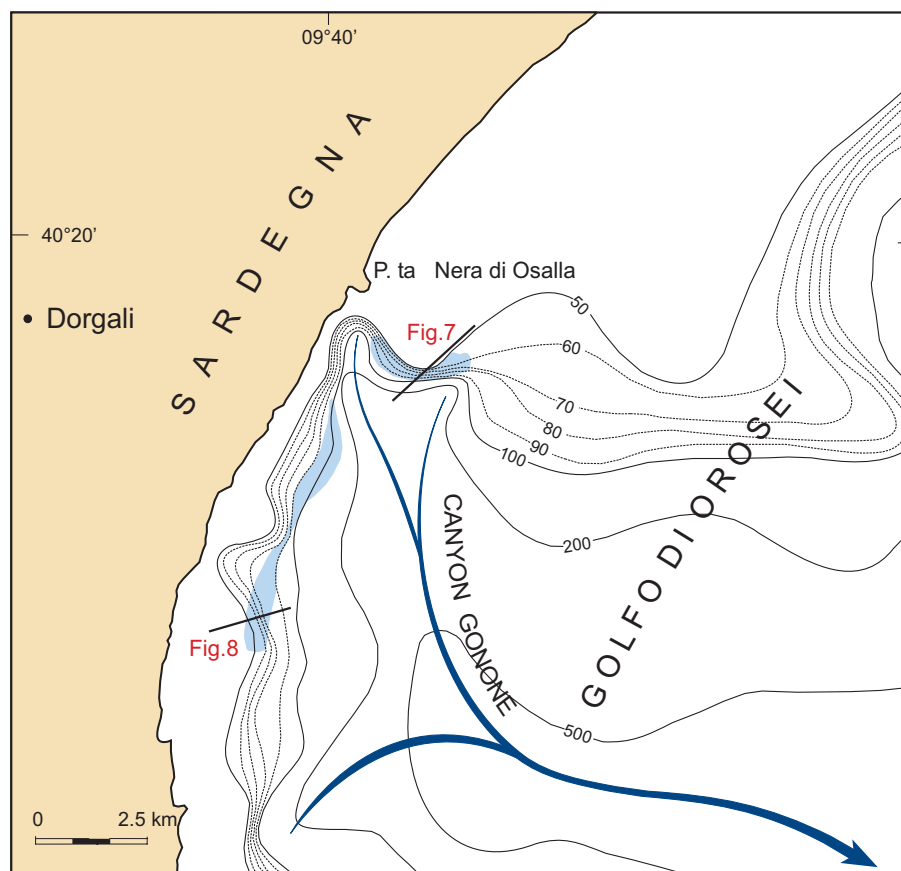 09°40'
SARDEGNA
40°20'
P. ta Nera di Osalla
Dorgali
50
Fig.7
60
70
80
90
100
GOLFO DI OROSEI
CANYON GONONE
200
Fig.8
500
0 2.5 km